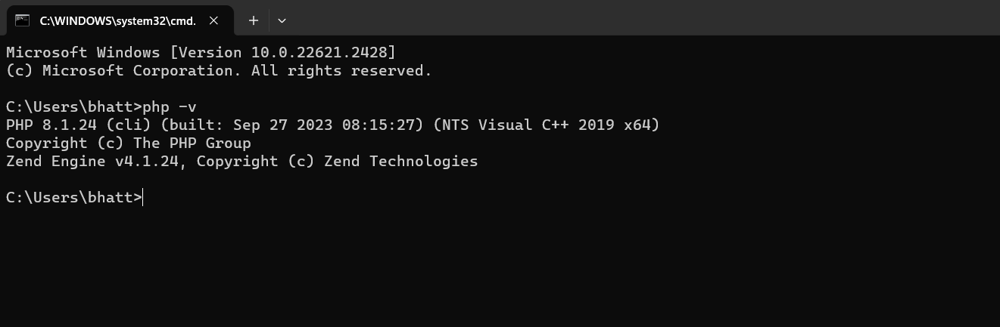 C:\WINDOWS\system32\cmd.
Microsoft Windows [Version 10.0.22621.2428]
(c) Microsoft Corporation. All rights reserved.
C:\Users\bhatt>php -v
PHP 8.1.24 (cli) (built: Sep 27 2023 08:15:27) (NTS Visual C++ 2019 x64)
Copyright (c) The PHP Group
Zend Engine v4.1.24, Copyright (c) Zend Technologies
C:\Users\bhatt>